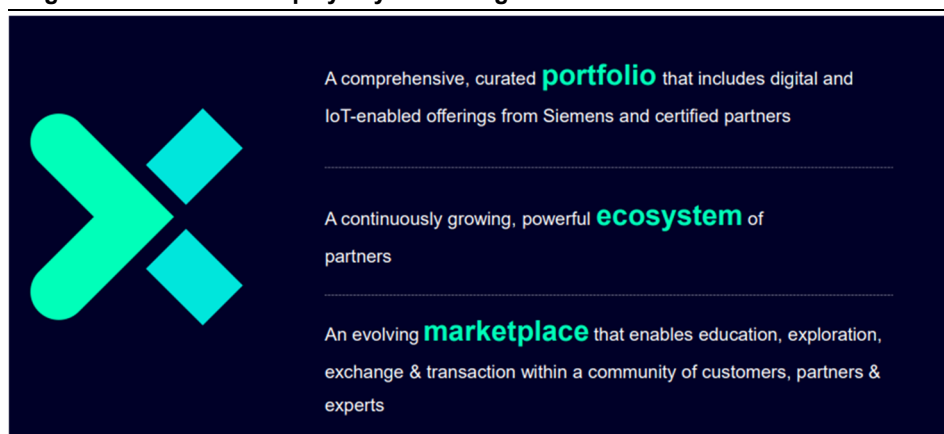 A comprehensive, curated portfolio that includes digital and
IoT-enabled offerings from Siemens and certified partners
A continuously growing, powerful ecosystem of
partners
An evolving marketplace that enables education, exploration,
exchange & transaction within a community of customers, partners &
experts